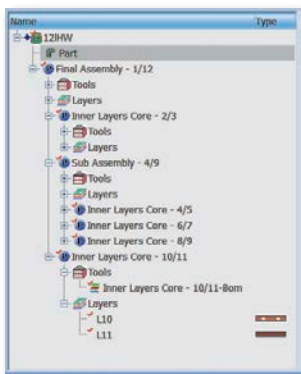 Name Type
12IHW
Part
Final Assembly - 1/12
Tools
Layers
Inner Layers Core - 2/3
Tools
Layers
Sub Assembly - 4/9
Tools
Layers
Inner Layers Core - 4/5
Inner Layers Core - 6/7
Inner Layers Core - 8/9
Inner Layers Core - 10/11
Tools
Inner Layers Core - 10/11-Bom
Layers
L10
L11